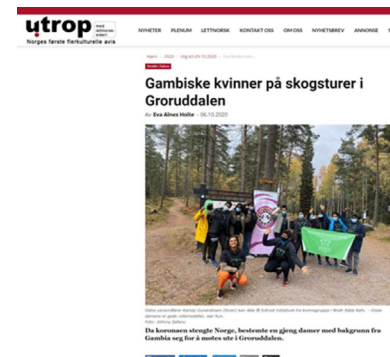 utrop
Norges første flerkulturelle avis
NYHETER PLENUM LETTNORSK KONTAKT OSS OM OSS NYHETSBREV ANNONSE
Gambiske kvinner på skogsturer i
Groruddalen
Av Eva Alnes Holte - 06.10.2020
Da koronaen stengte Norge, bestemte en gjeng damer med bakgrunn fra
Gambia seg for å møtes ute i Groruddalen.